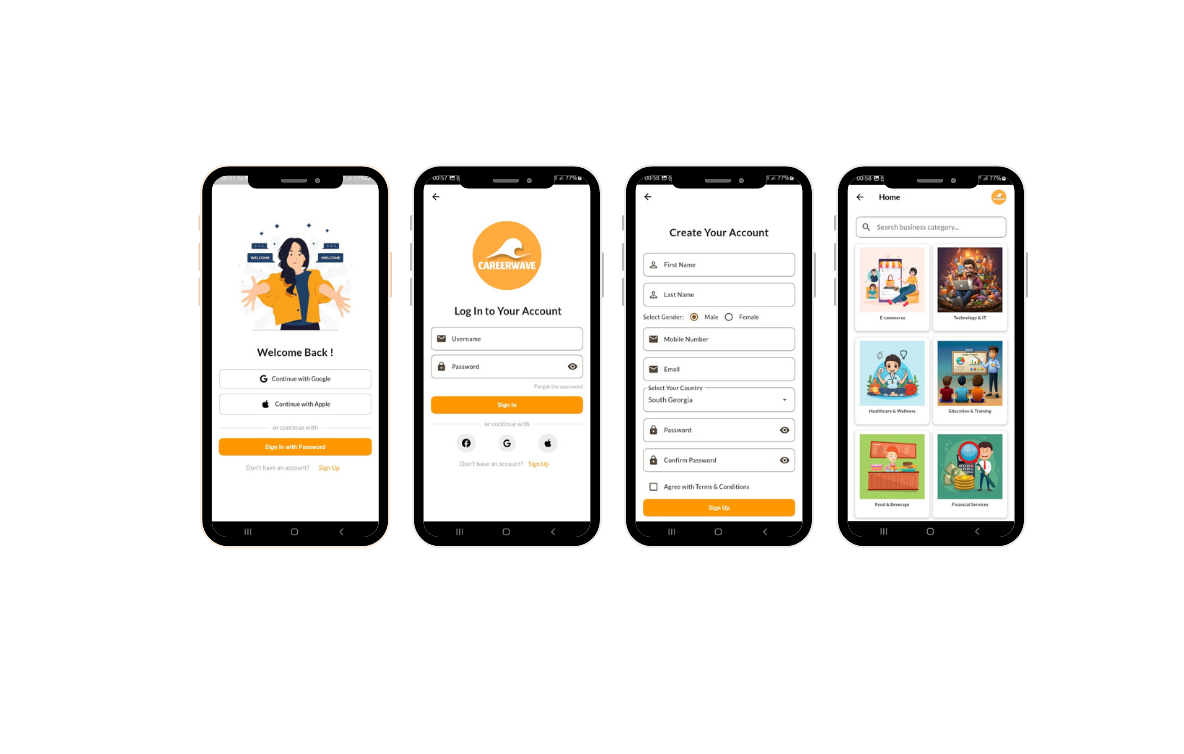 WELCOME
WELCOME
Welcome Back !
Continue with Google
Continue with Apple
or continue with
Sign In with Password
Don't have an account? Sign Up
00:57
77%
CAREERWAVE
Log In to Your Account
Username
Password
Forgot the password
Sign In
or continue with
Don't have an account? Sign Up
00:58
77%
Create Your Account
First Name
Last Name
Select Gender: Male Female
Mobile Number
Email
Select Your Country
South Georgia
Password
Confirm Password
Agree with Terms & Conditions
Sign Up
00:58
77%
Home
Search business category...
E-commerce
Technology & IT
Healthcare & Wellness
Education & Training
Food & Beverage
Financial Services